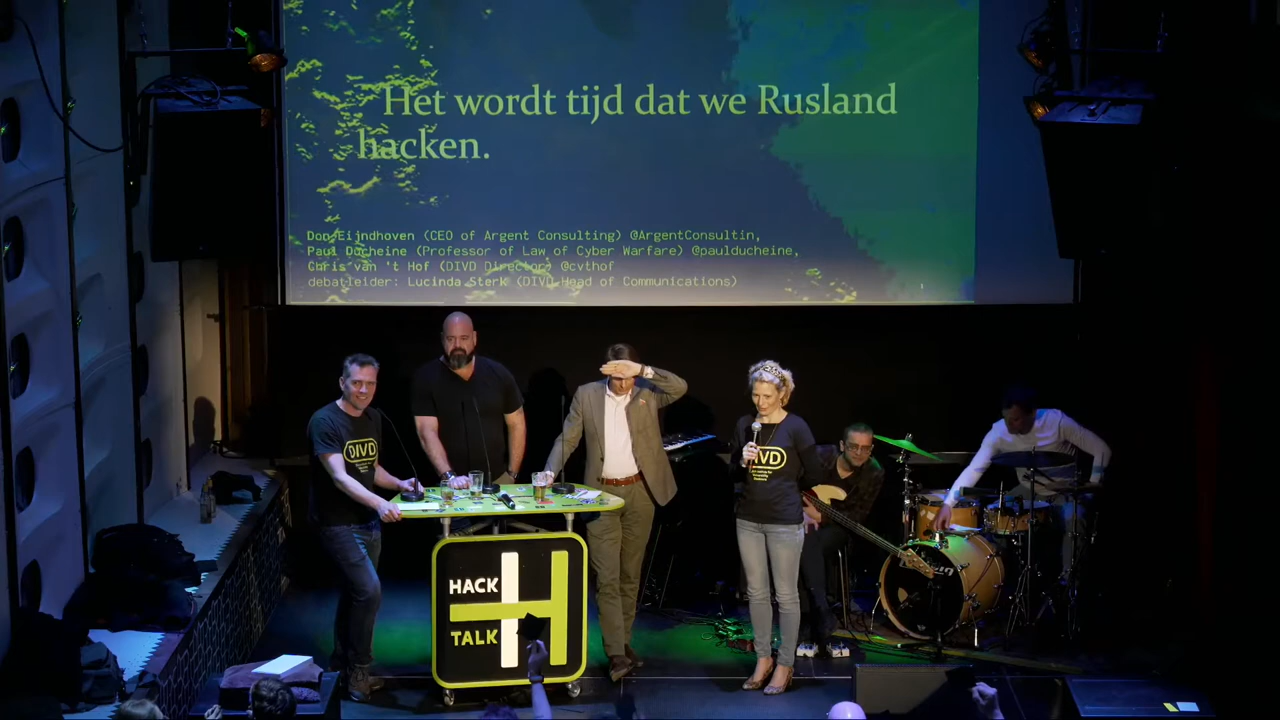 Het wordt tijd dat we Rusland
hacken.
Don Eijndhoven (CEO of Argent Consulting) @ArgentConsultin,
Paul Ducheine (Professor of Law of Cyber Warfare) @paulducheine,
Chris van 't Hof (DIVD Director) @cvthof
debatleider: Lucinda Sterk (DIVD Head of Communications)
DIVD
DIVD
HACK
TALK
H